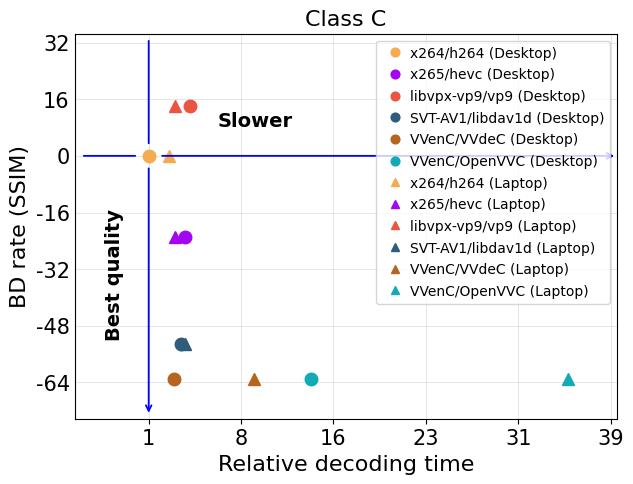 Class C
32
16
0
-16
-32
-48
-64
BD rate (SSIM)
Slower
Best quality
x264/h264 (Desktop)
x265/hevc (Desktop)
libvpx-vp9/vp9 (Desktop)
SVT-AV1/libdav1d (Desktop)
VVenC/VVdeC (Desktop)
VVenC/OpenVVC (Desktop)
x264/h264 (Laptop)
x265/hevc (Laptop)
libvpx-vp9/vp9 (Laptop)
SVT-AV1/libdav1d (Laptop)
VVenC/VVdeC (Laptop)
VVenC/OpenVVC (Laptop)
1 8 16 23 31 39
Relative decoding time